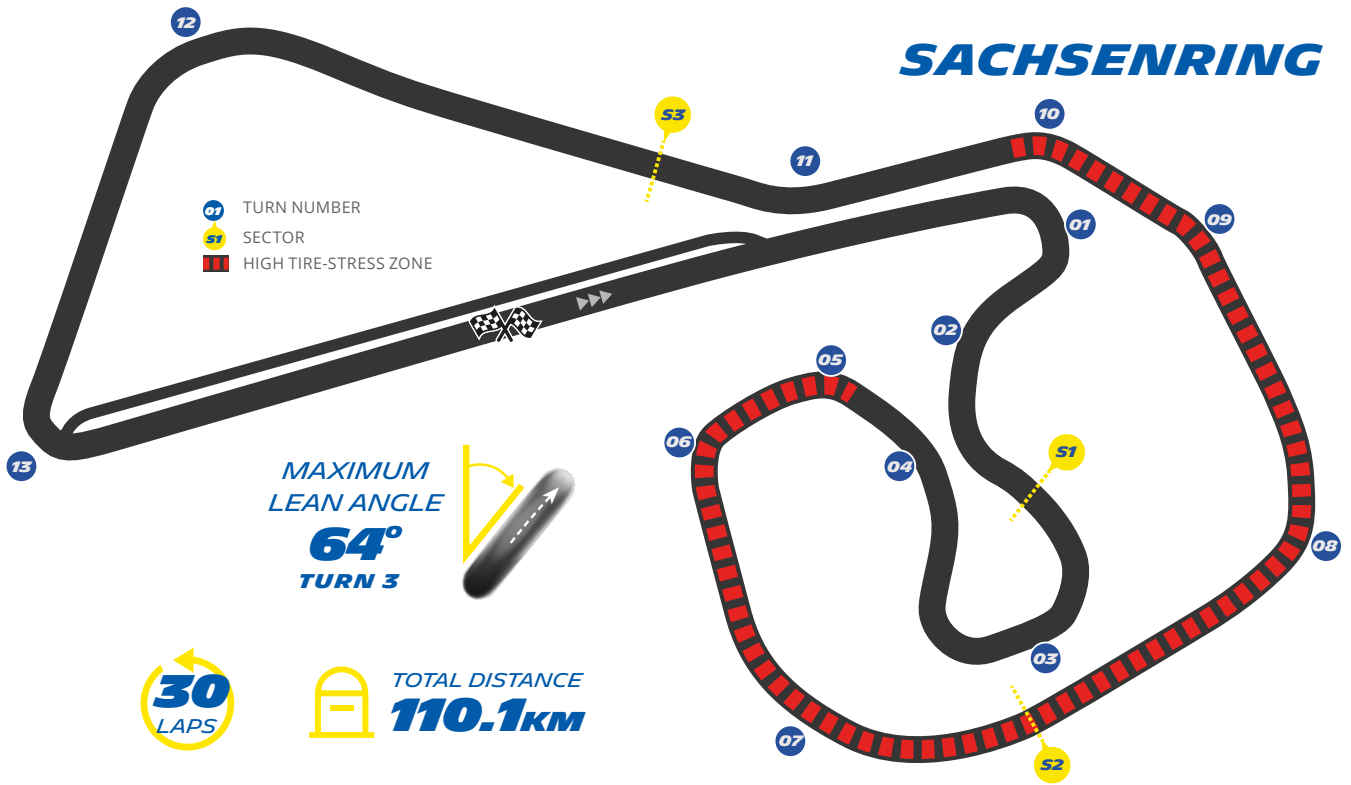 SACHSENRING
12
S3
10
11
09
01
01 TURN NUMBER
S1 SECTOR
HIGH TIRE-STRESS ZONE
02
05
06
04
S1
13
MAXIMUM
LEAN ANGLE
64°
TURN 3
08
03
30
LAPS
TOTAL DISTANCE
110.1KM
07
S2